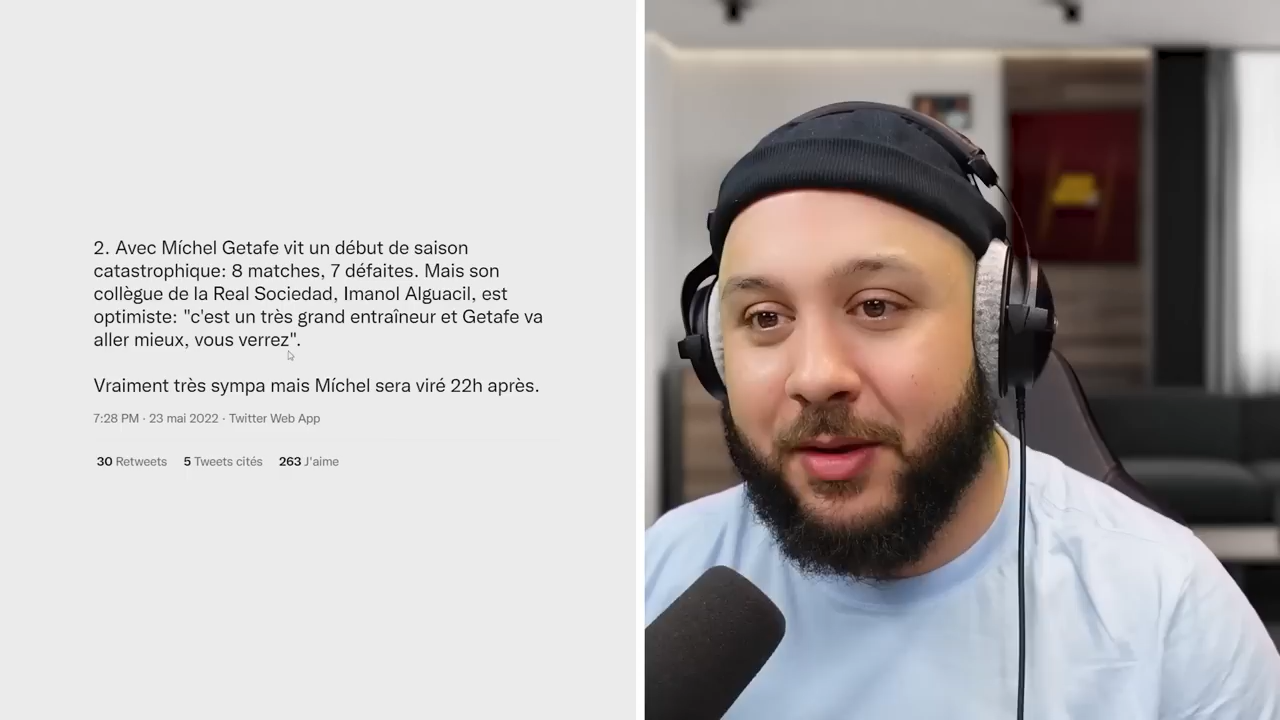 2. Avec Míchel Getafe vit un début de saison
catastrophique: 8 matches, 7 défaites. Mais son
collègue de la Real Sociedad, Imanol Alguacil, est
optimiste "c'est un très grand entraîneur et Getafe va
aller mieux, vous verrez".
Vraiment très sympa mais Míchel sera viré 22h après.
7:28 PM · 23 mai 2022 · Twitter Web App
30 Retweets 5 Tweets cités 263 J'aime